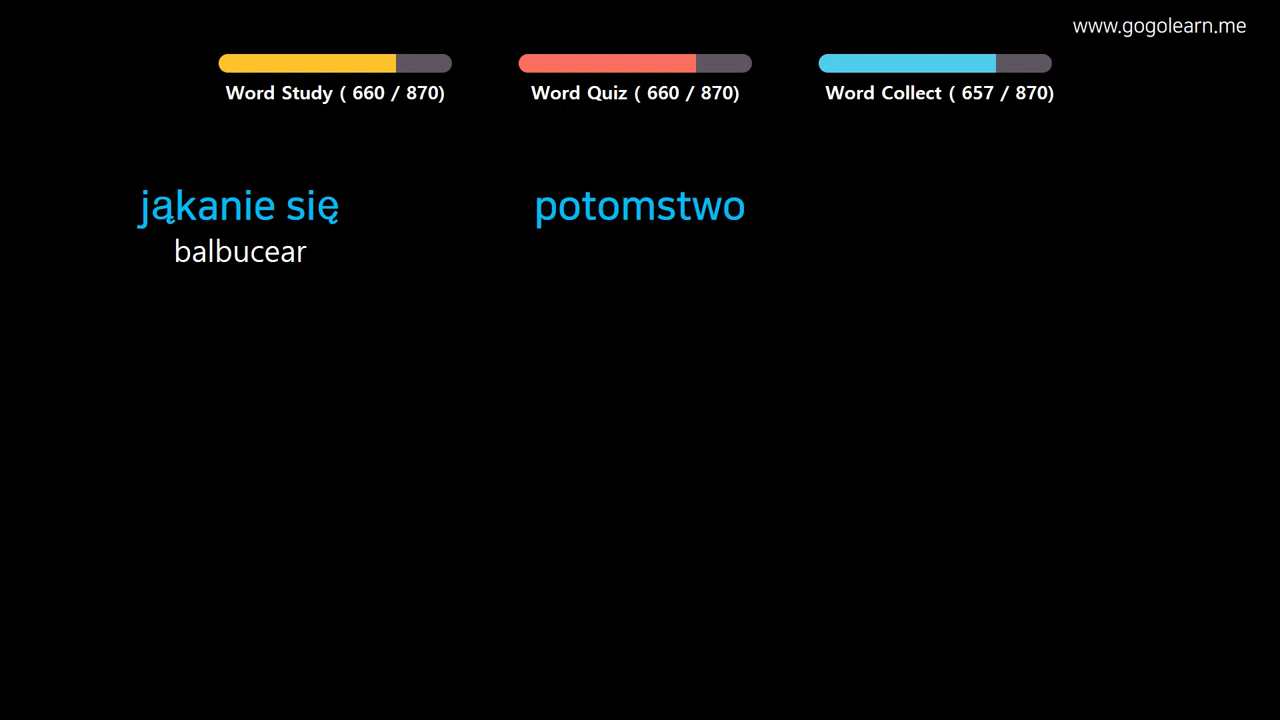 www.gogolearn.me
Word Study ( 660 / 870)
Word Quiz ( 660 / 870)
Word Collect ( 657 / 870)
jąkanie się
balbucear
potomstwo